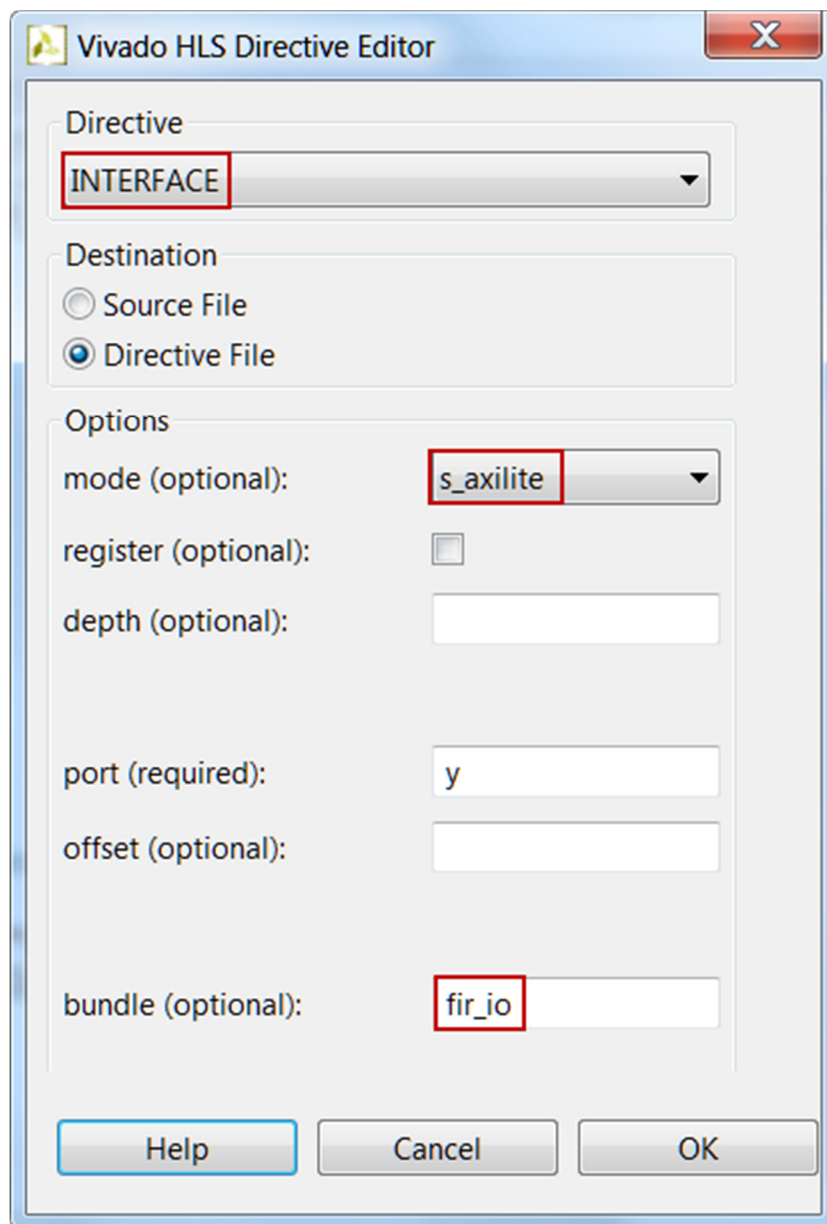 Vivado HLS Directive Editor
Directive
INTERFACE
Destination
Source File
Directive File
Options
mode (optional): s_axilite
register (optional):
depth (optional):
port (required): y
offset (optional):
bundle (optional): fir_io
Help Cancel OK